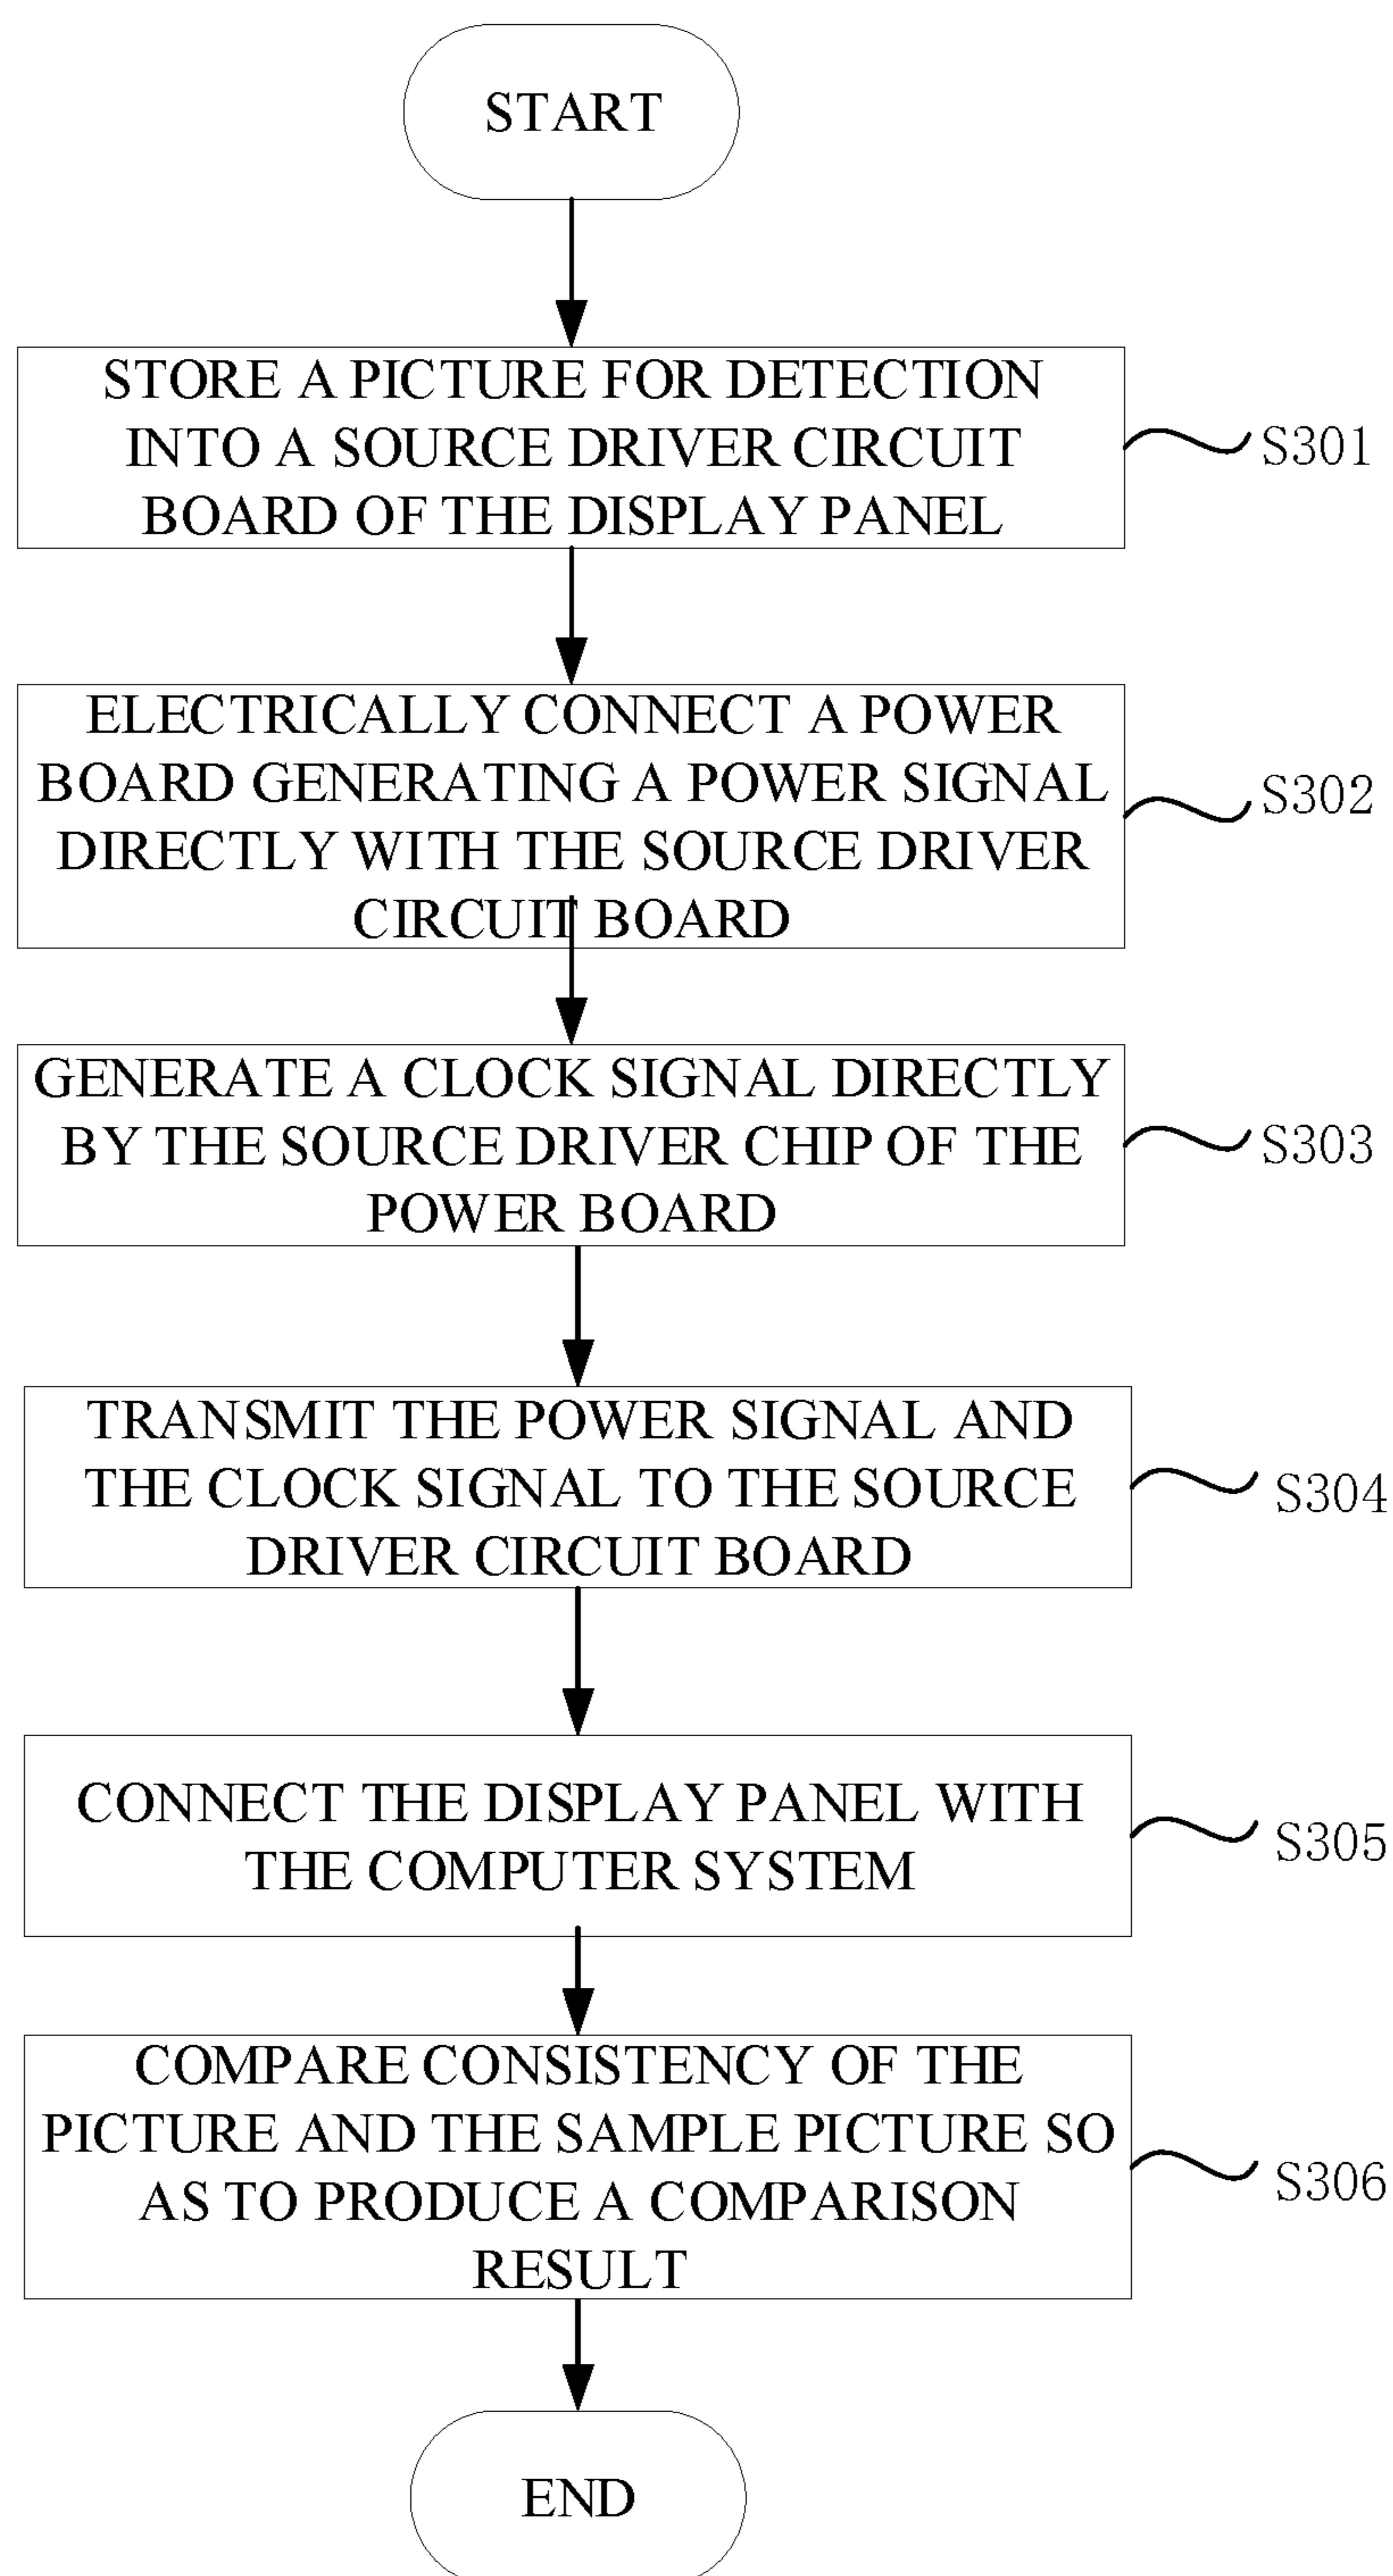 START
STORE A PICTURE FOR DETECTION
INTO A SOURCE DRIVER CIRCUIT
BOARD OF THE DISPLAY PANEL
S301
ELECTRICALLY CONNECT A POWER
BOARD GENERATING A POWER SIGNAL
DIRECTLY WITH THE SOURCE DRIVER
CIRCUIT BOARD
S302
GENERATE A CLOCK SIGNAL DIRECTLY
BY THE SOURCE DRIVER CHIP OF THE
POWER BOARD
S303
TRANSMIT THE POWER SIGNAL AND
THE CLOCK SIGNAL TO THE SOURCE
DRIVER CIRCUIT BOARD
S304
CONNECT THE DISPLAY PANEL WITH
THE COMPUTER SYSTEM
S305
COMPARE CONSISTENCY OF THE
PICTURE AND THE SAMPLE PICTURE SO
AS TO PRODUCE A COMPARISON
RESULT
S306
END